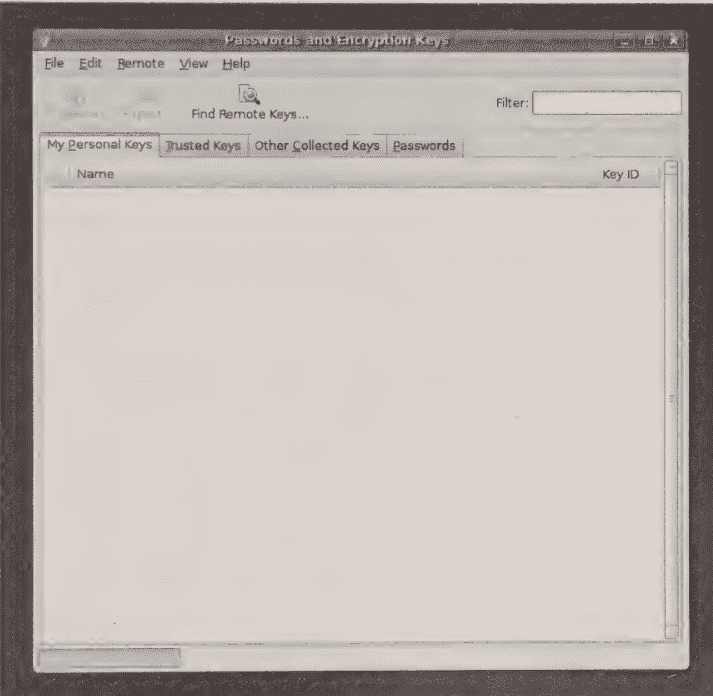 Passwords and Encryption Keys
File Edit Remote View Help
Find Remote Keys...
Filter:
My Personal Keys Trusted Keys Other Collected Keys Passwords
Name Key ID